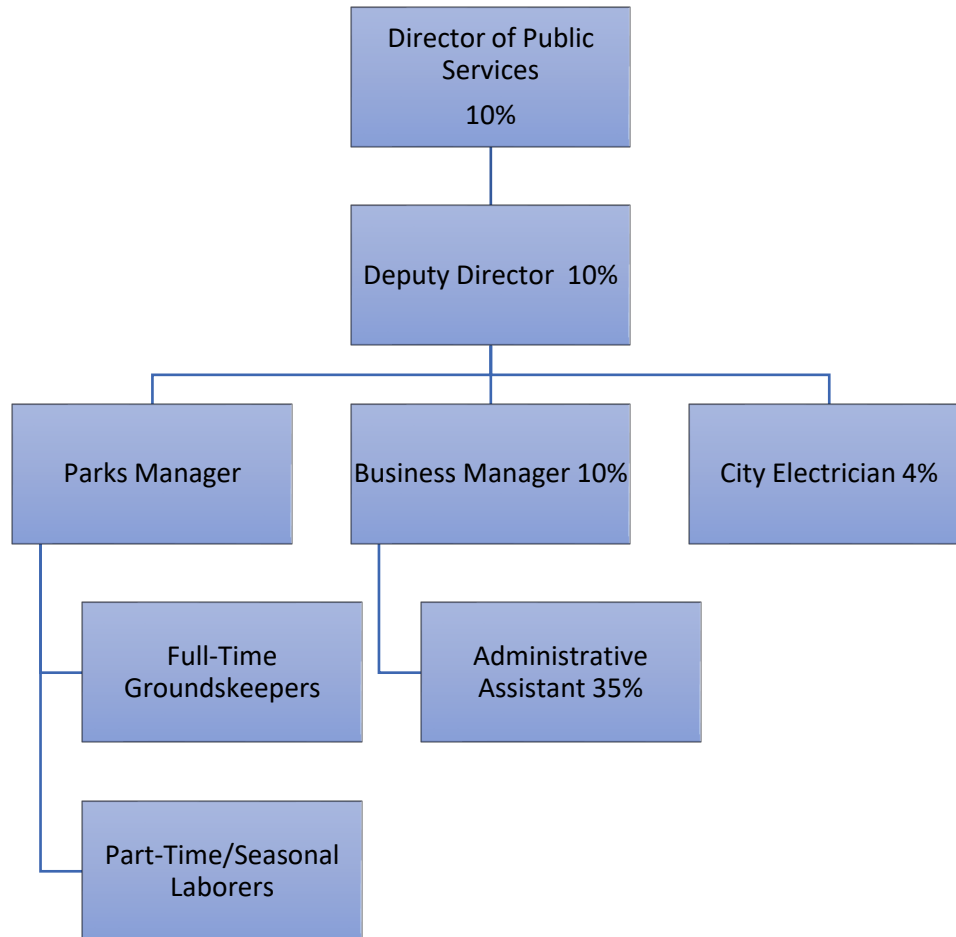 Director of Public
Services
10%
Deputy Director  10%
Parks Manager
Business Manager 10%
City Electrician 4%
Full-Time
Groundskeepers
Administrative
Assistant 35%
Part-Time/Seasonal
Laborers